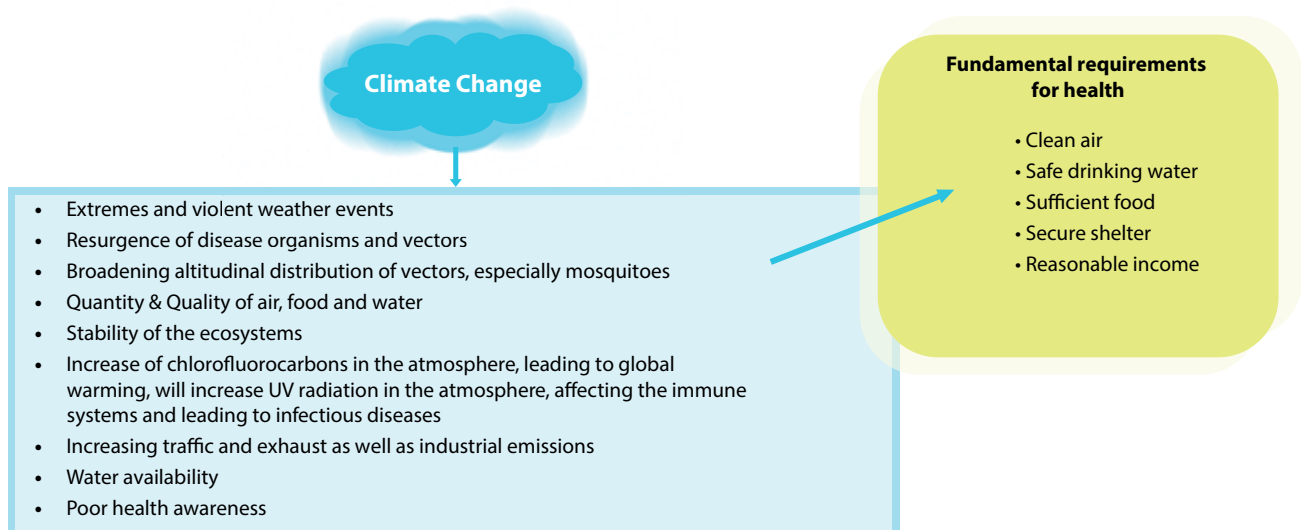 Climate Change
Fundamental requirements
for health
• Clean air
• Safe drinking water
• Sufficient food
• Secure shelter
• Reasonable income
• Extremes and violent weather events
• Resurgence of disease organisms and vectors
• Broadening altitudinal distribution of vectors, especially mosquitoes
• Quantity & Quality of air, food and water
• Stability of the ecosystems
• Increase of chlorofluorocarbons in the atmosphere, leading to global
warming, will increase UV radiation in the atmosphere, affecting the immune
systems and leading to infectious diseases
• Increasing traffic and exhaust as well as industrial emissions
• Water availability
• Poor health awareness